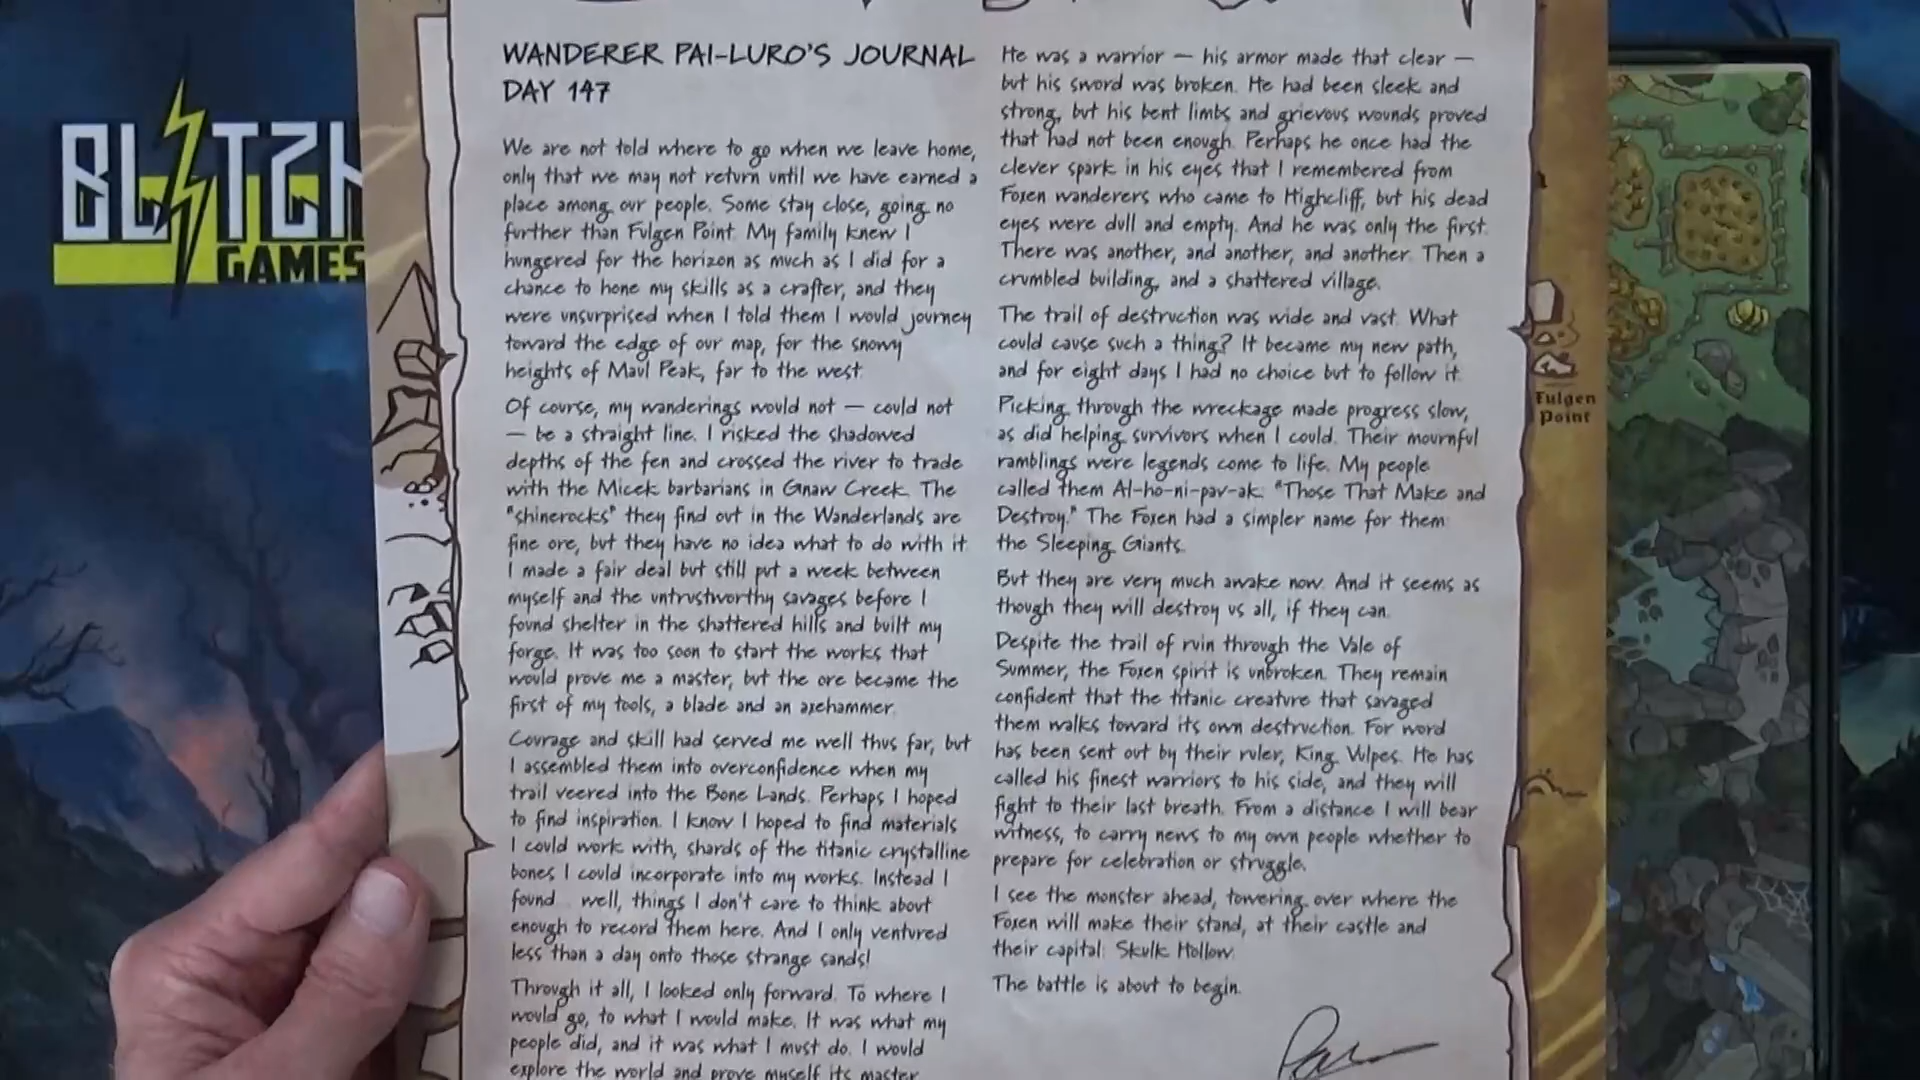 BLITZH
GAMES
WANDERER PAI-LURO'S JOURNAL
DAY 147
We are not told where to go when we leave home,
only that we may not return until we have earned a
place among our people. Some stay close, going no
further than Fulgen Point. My family knew I
hungered for the horizon as much as I did for a
chance to hone my skills as a crafter, and they
were unsurprised when I told them I would journey
toward the edge of our map, for the snowy
heights of Maul Peak, far to the west.
Of course, my wanderings would not — could not
— be a straight line. I risked the shadowed
depths of the fen and crossed the river to trade
with the Micek barbarians in Gnaw Creek. The
"shinerocks" they find out in the Wanderlands are
fine ore, but they have no idea what to do with it.
I made a fair deal but still put a week between
myself and the untrustworthy savages before I
found shelter in the shattered hills and built my
forge. It was too soon to start the works that
would prove me a master, but the ore became the
first of my tools, a blade and an axehammer.
Courage and skill had served me well thus far, but
I assembled them into overconfidence when my
trail veered into the Bone Lands. Perhaps I hoped
to find inspiration. I know I hoped to find materials
I could work with, shards of the titanic crystalline
bones I could incorporate into my works. Instead I
found... well, things I don't care to think about
enough to record them here. And I only ventured
less than a day onto those strange sands!
Through it all, I looked only forward. To where I
would go, to what I would make. It was what my
people did, and it was what I must do. I would
explore the world and prove myself its master
He was a warrior — his armor made that clear —
but his sword was broken. He had been sleek and
strong, but his bent limbs and grievous wounds proved
that had not been enough. Perhaps he once had the
clever spark in his eyes that I remembered from
Foxen wanderers who came to Highcliff, but his dead
eyes were dull and empty. And he was only the first.
There was another, and another, and another. Then a
crumbled building, and a shattered village.
The trail of destruction was wide and vast. What
could cause such a thing? It became my new path,
and for eight days I had no choice but to follow it.
Picking through the wreckage made progress slow,
as did helping survivors when I could. Their mournful
ramblings were legends come to life. My people
called them Al-ho-ni-pav-ak: "Those That Make and
Destroy." The Foxen had a simpler name for them:
the Sleeping Giants.
But they are very much awake now. And it seems as
though they will destroy us all, if they can.
Despite the trail of ruin through the Vale of
Summer, the Foxen spirit is unbroken. They remain
confident that the titanic creature that savaged
them walks toward its own destruction. For word
has been sent out by their ruler, King Vulpes. He has
called his finest warriors to his side, and they will
fight to their last breath. From a distance I will bear
witness, to carry news to my own people whether to
prepare for celebration or struggle.
I see the monster ahead, towering over where the
Foxen will make their stand, at their castle and
their capital: Skulk Hollow.
The battle is about to begin.
Fulgen
Point